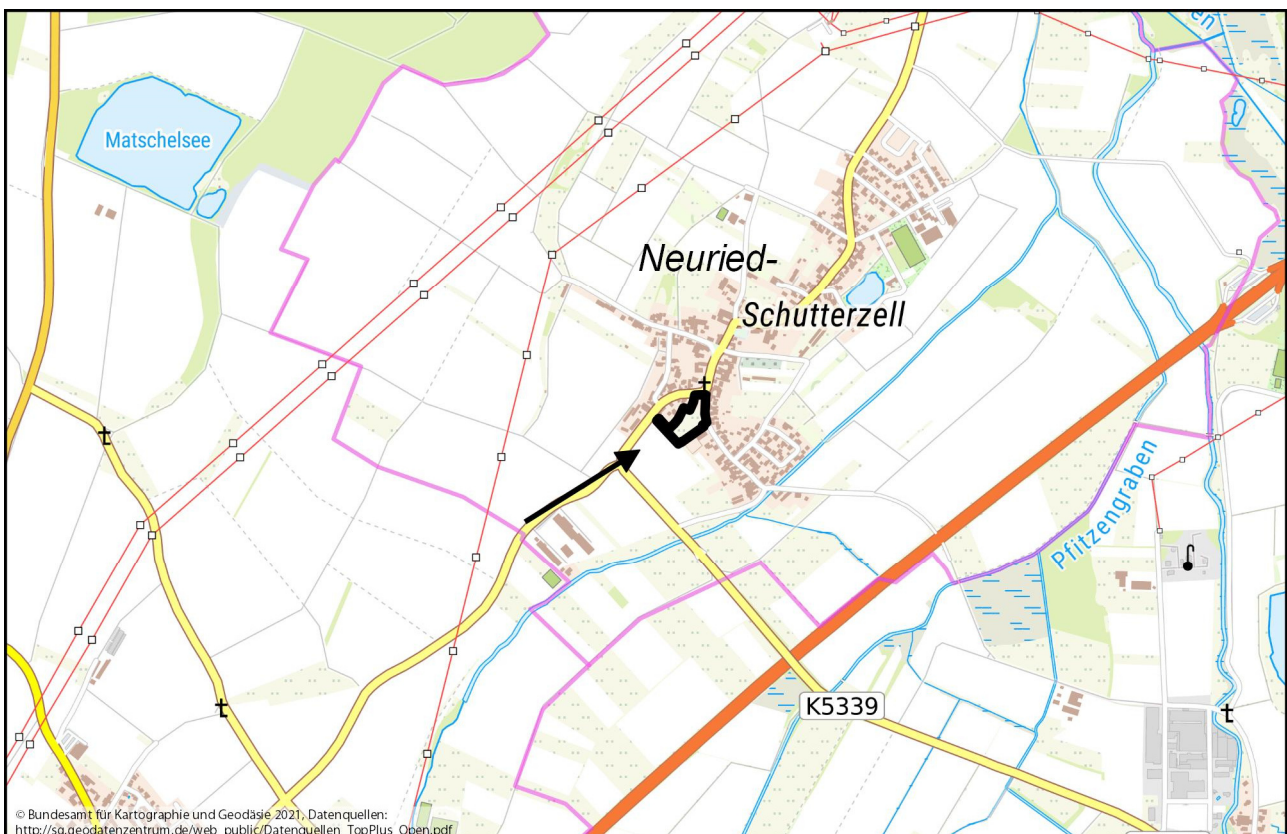 en
Matschelsee
Neuried-
Schutterzell
Pfitzengraben
K5339
© Bundesamt für Kartographie und Geodäsie 2021, Datenquellen:
http://sg.geodatenzentrum.de/web_public/Datenquellen_TopPlus_Open.pdf